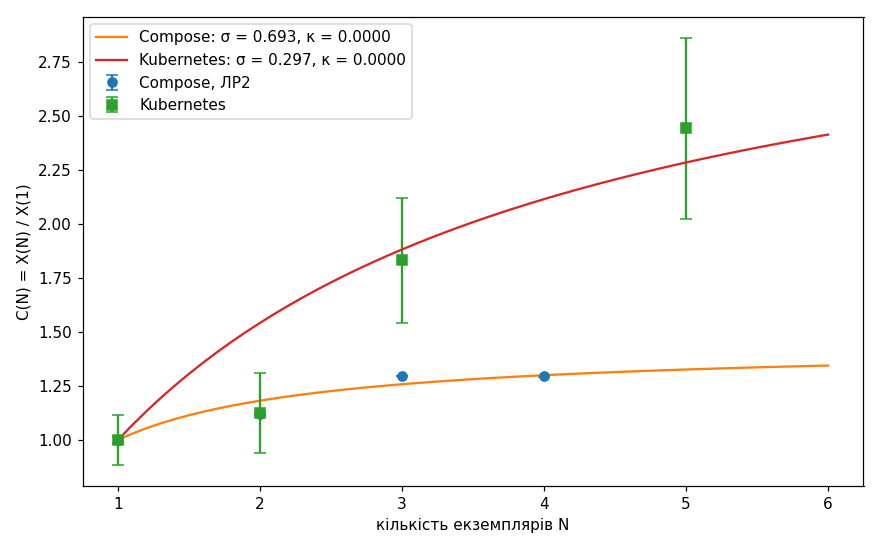 Compose: σ = 0.693, κ = 0.0000
Kubernetes: σ = 0.297, κ = 0.0000
Compose, ЛР2
Kubernetes
2.75
2.50
2.25
2.00
1.75
1.50
1.25
1.00
C(N) = X(N) / X(1)
1 2 3 4 5 6
кількість екземплярів N